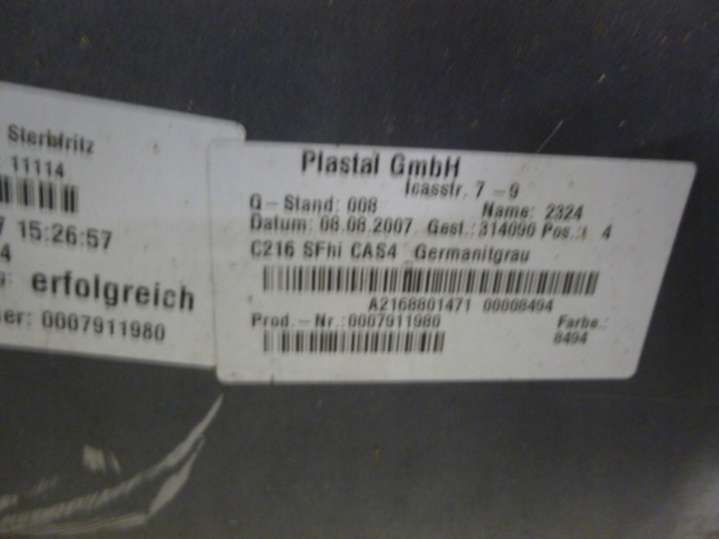 Sterbfritz
11114
7 15:26:57
4
erfolgreich
er: 0007911980
Plastal GmbH
Icasstr. 7 - 9
Q-Stand: 008 Name: 2324
Datum: 08.08.2007 Gest.: 314090 Pos.: 4
C216 SFhi CAS4 Germanitgrau
A2168801471 00008494
Prod.-Nr.:0007911980 Farbe.:
8494